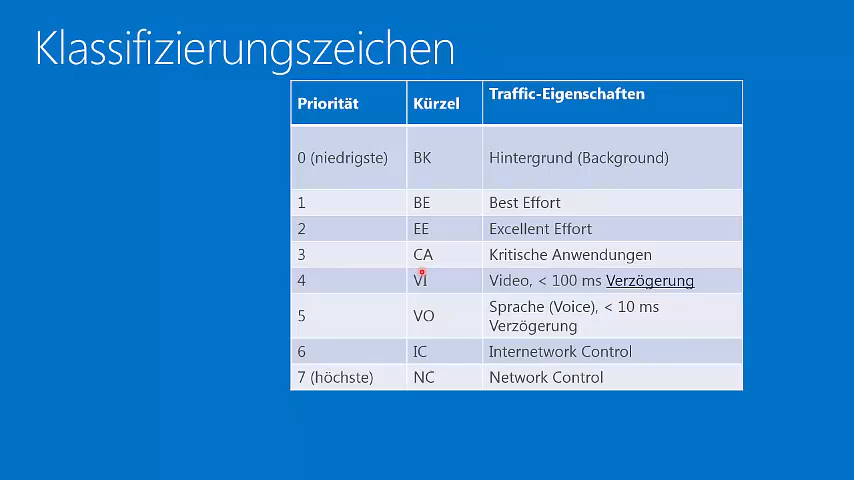 Klassifizierungszeichen
Priorität Kürzel Traffic-Eigenschaften
0 (niedrigste) BK Hintergrund (Background)
1 BE Best Effort
2 EE Excellent Effort
3 CA Kritische Anwendungen
4 VI Video, < 100 ms Verzögerung
5 VO Sprache (Voice), < 10 ms
Verzögerung
6 IC Internetwork Control
7 (höchste) NC Network Control